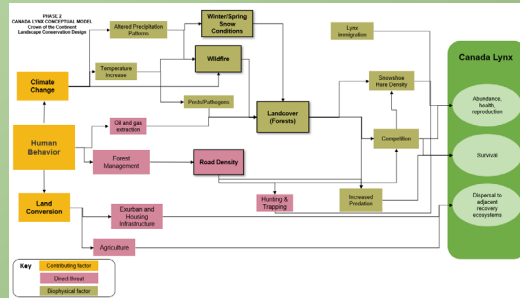 PHASE 2
CANADA LYNX CONCEPTUAL MODEL
Crown of the Continent
Landscape Conservation Design
Altered Precipitation
Patterns
Winter/Spring
Snow
Conditions
Lynx
immigration
Canada Lynx
Wildfire
Temperature
Increase
Climate
Change
Snowshoe
Hare Density
Pests/Pathogens
Abundance,
health,
reproduction
Landcover
(Forests)
Oil and gas
extraction
Human
Behavior
Competition
Survival
Forest
Management
Road Density
Hunting &
Trapping
Increased
Predation
Land
Conversion
Dispersal to
adjacent
recovery
ecosystems
Exurban and
Housing
Infrastructure
Agriculture
Key
Contributing factor
Direct threat
Biophysical factor